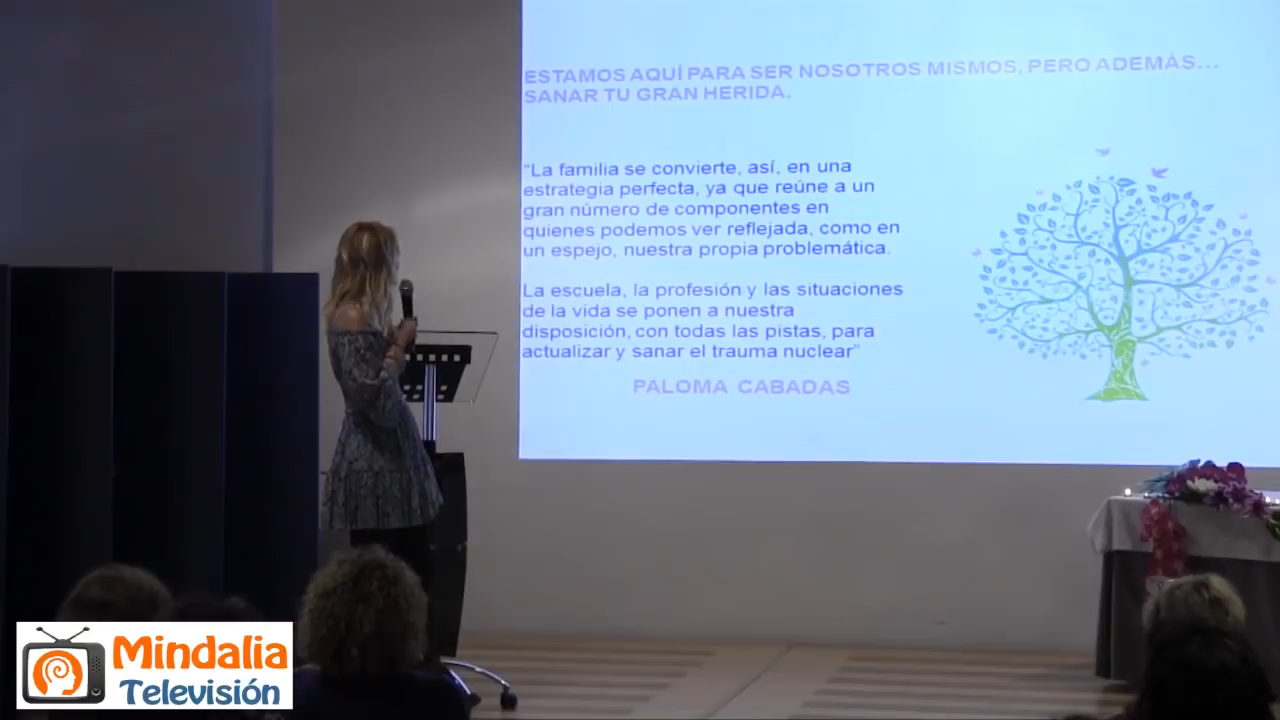 ESTAMOS AQUÍ PARA SER NOSOTROS MISMOS, PERO ADEMÁS...
SANAR TU GRAN HERIDA.
"La familia se convierte, así, en una
estrategia perfecta, ya que reúne a un
gran número de componentes en
quienes podemos ver reflejada, como en
un espejo, nuestra propia problemática.
La escuela, la profesión y las situaciones
de la vida se ponen a nuestra
disposición, con todas las pistas, para
actualizar y sanar el trauma nuclear"
PALOMA CABADAS
Mindalia
Televisión